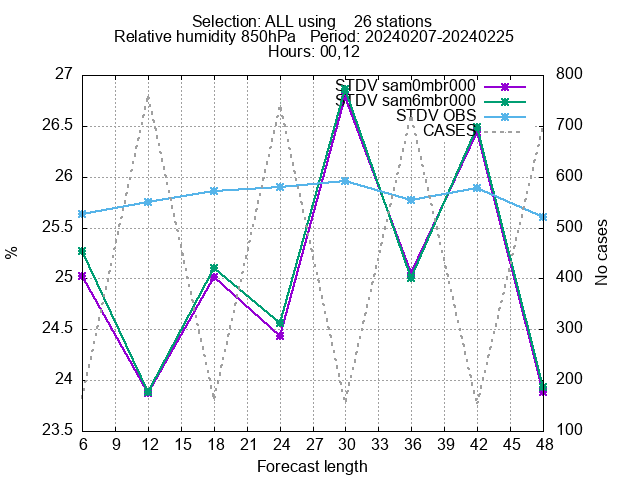 Selection: ALL using    26 stations
Relative humidity 850hPa   Period: 20240207-20240225
Hours: 00,12
27 800
STDV sam0mbr000
STDV sam6mbr000
STDV OBS
CASES
26.5 700
26 600
25.5 500
25 400
24.5 300
24 200
23.5 100
%
No cases
6 9 12 15 18 21 24 27 30 33 36 39 42 45 48
Forecast length